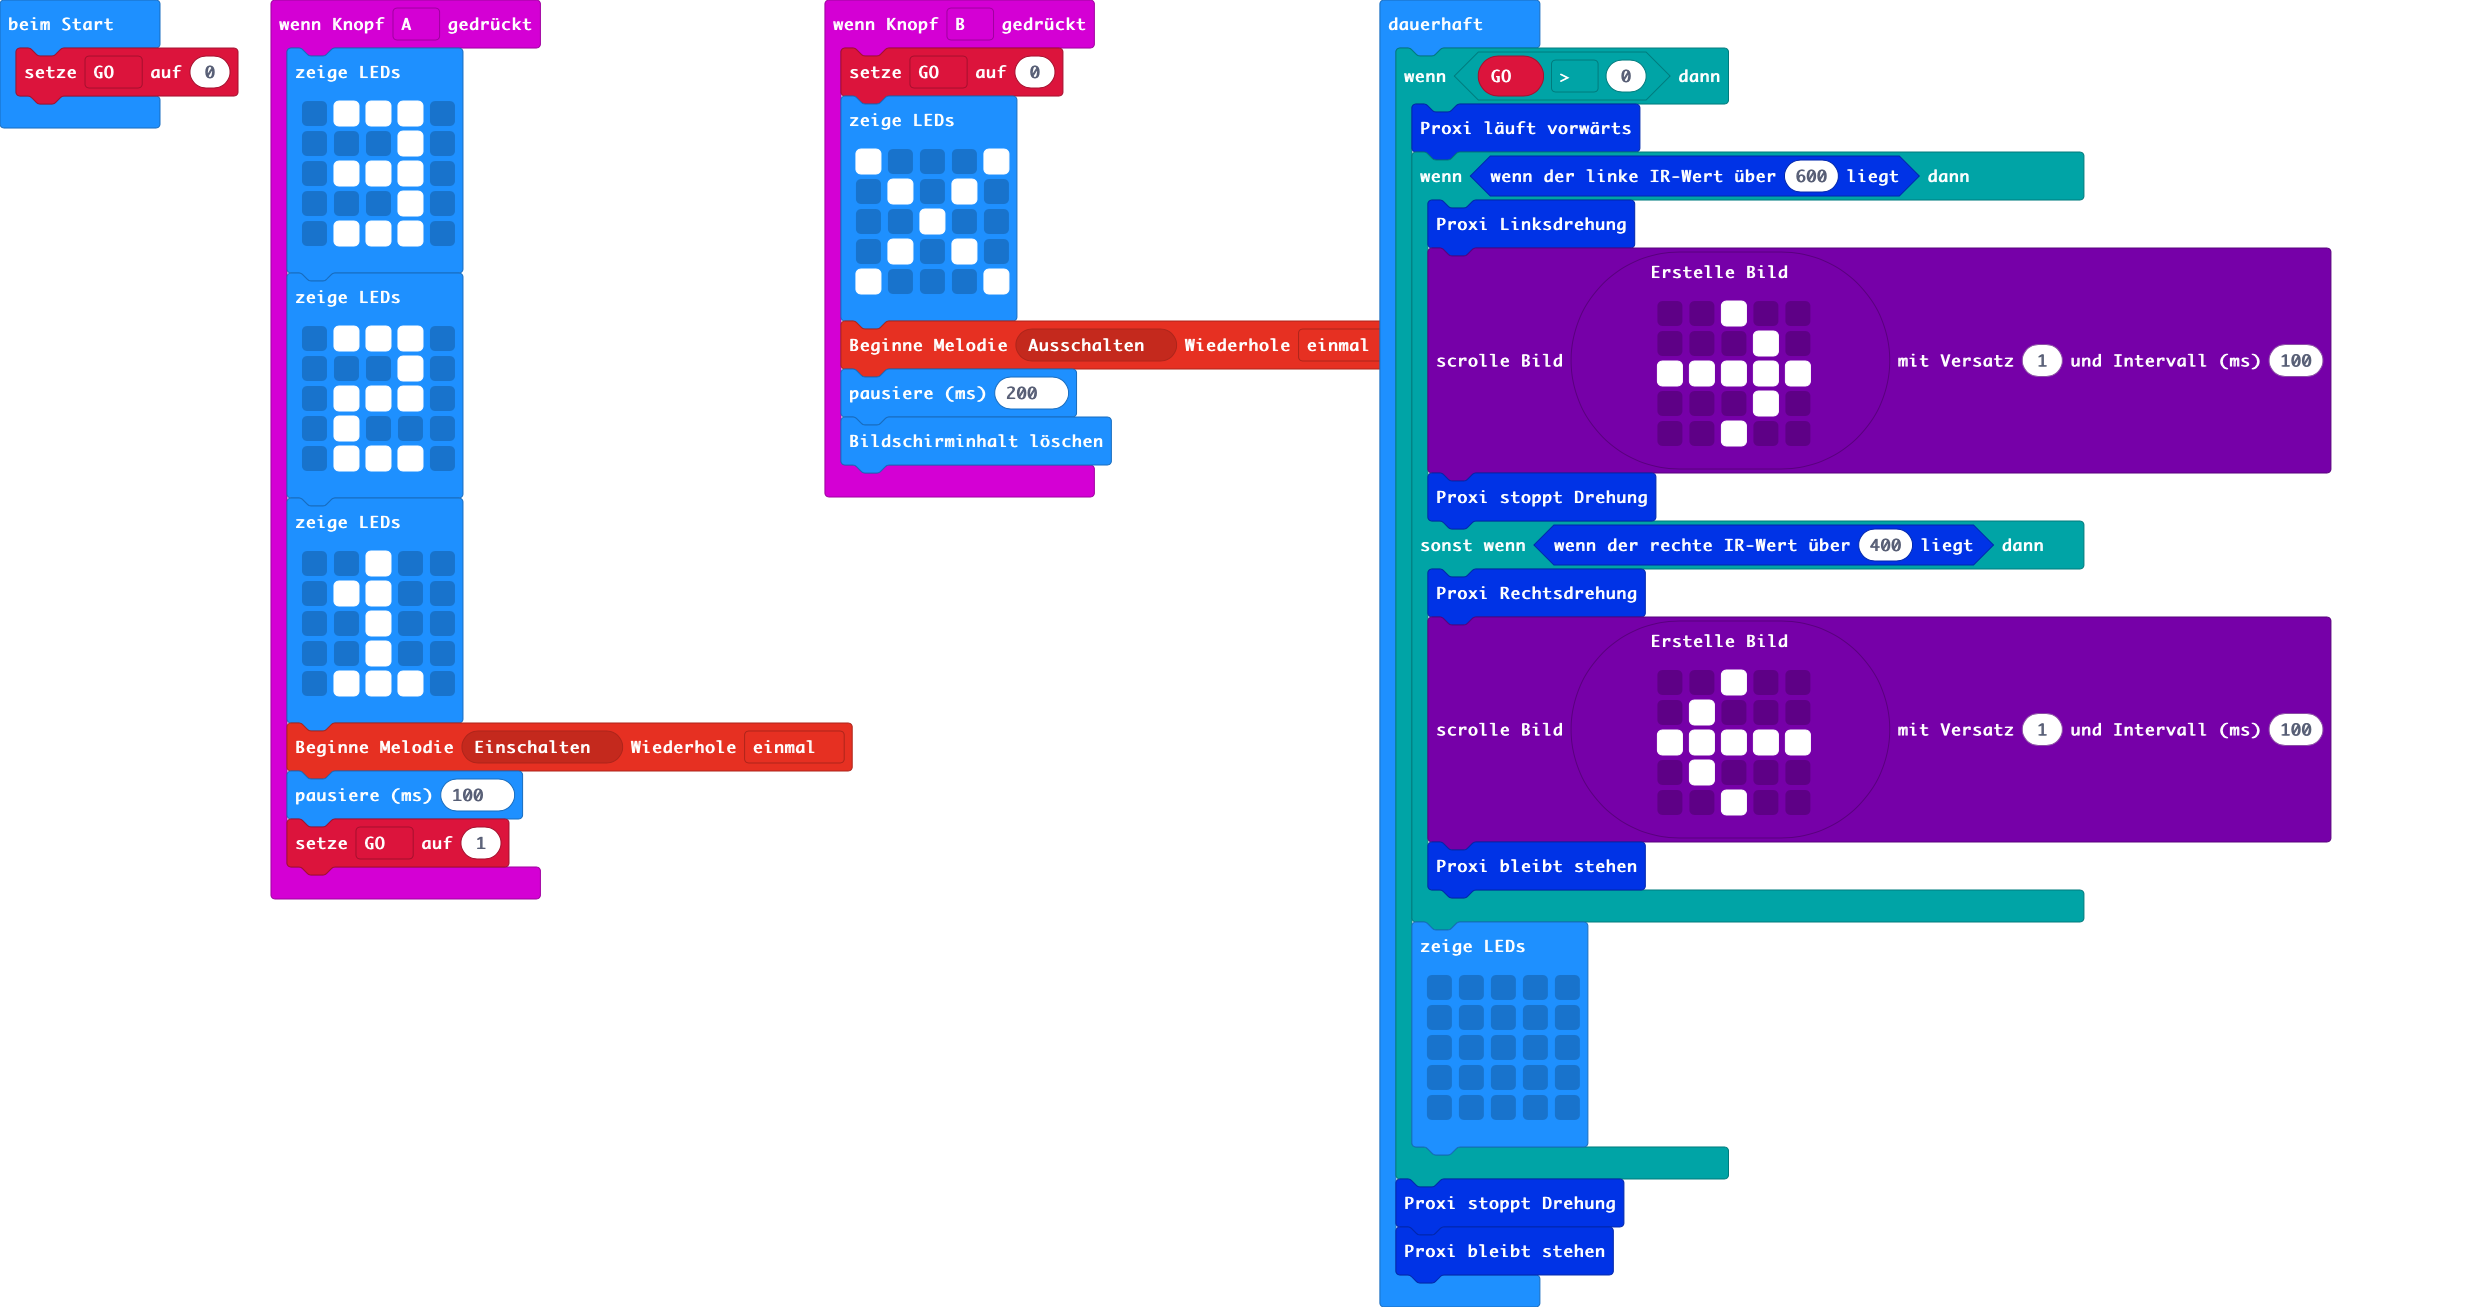 beim Start
setze GO auf 0
wenn Knopf A gedrückt
zeige LEDs
zeige LEDs
zeige LEDs
Beginne Melodie Einschalten Wiederhole einmal
pausiere (ms) 100
setze GO auf 1
wenn Knopf B gedrückt
setze GO auf 0
zeige LEDs
Beginne Melodie Ausschalten Wiederhole einmal
pausiere (ms) 200
Bildschirminhalt löschen
dauerhaft
wenn GO > 0 dann
Proxi läuft vorwärts
wenn wenn der linke IR-Wert über 600 liegt dann
Proxi Linksdrehung
Erstelle Bild
scrolle Bild mit Versatz 1 und Intervall (ms) 100
Proxi stoppt Drehung
sonst wenn wenn der rechte IR-Wert über 400 liegt dann
Proxi Rechtsdrehung
Erstelle Bild
scrolle Bild mit Versatz 1 und Intervall (ms) 100
Proxi bleibt stehen
zeige LEDs
Proxi stoppt Drehung
Proxi bleibt stehen